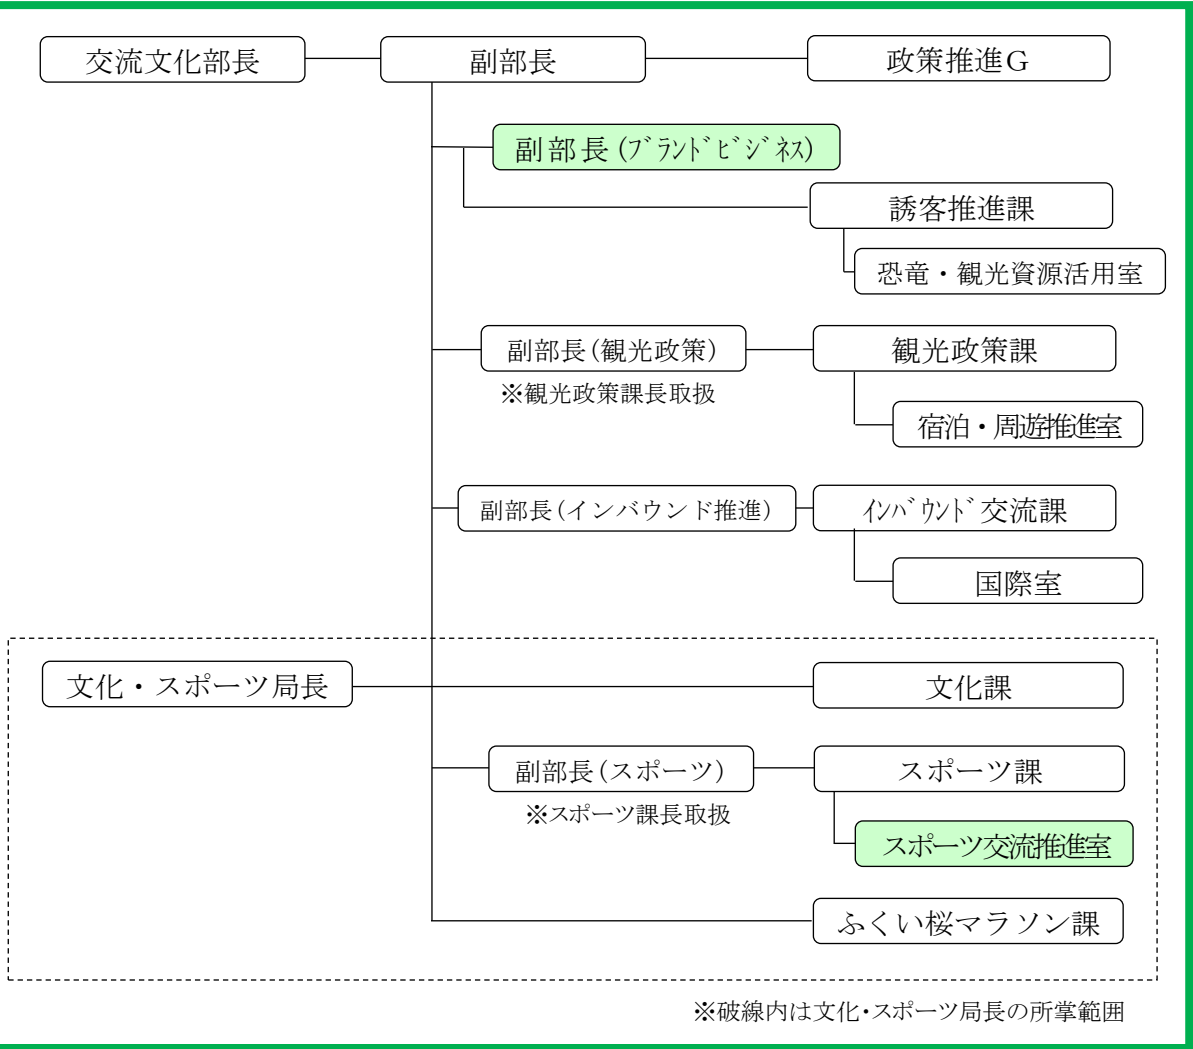 交流文化部長
副部長
政策推進G
副部長(ﾌﾞﾗﾝﾄﾞﾋﾞｼﾞﾈｽ)
誘客推進課
恐竜・観光資源活用室
副部長(観光政策)
観光政策課
※観光政策課長取扱
宿泊・周遊推進室
副部長(インバウンド推進)
ｲﾝﾊﾞｳﾝﾄﾞ交流課
国際室
文化・スポーツ局長
文化課
副部長(スポーツ)
スポーツ課
※スポーツ課長取扱
スポーツ交流推進室
ふくい桜マラソン課
※破線内は文化・スポーツ局長の所掌範囲